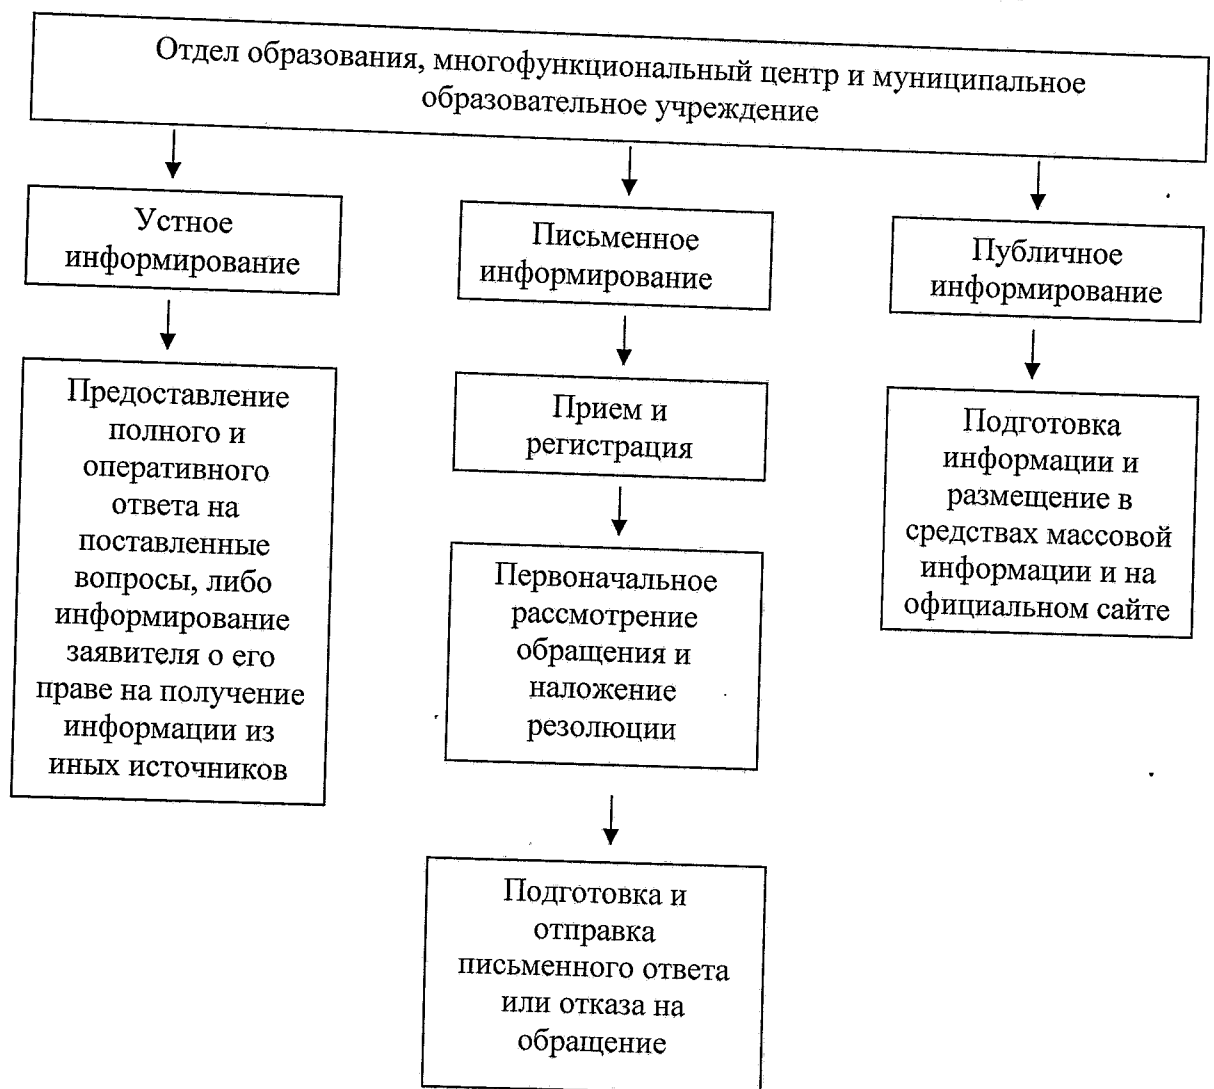 Отдел образования, многофункциональный центр и муниципальное
образовательное учреждение
Устное
информирование
Письменное
информирование
Публичное
информирование
Предоставление
полного и
оперативного
ответа на
поставленные
вопросы, либо
информирование
заявителя о его
праве на получение
информации из
иных источников
Прием и
регистрация
Первоначальное
рассмотрение
обращения и
наложение
резолюции
Подготовка и
отправка
письменного ответа
или отказа на
обращение
Подготовка
информации и
размещение в
средствах массовой
информации и на
официальном сайте